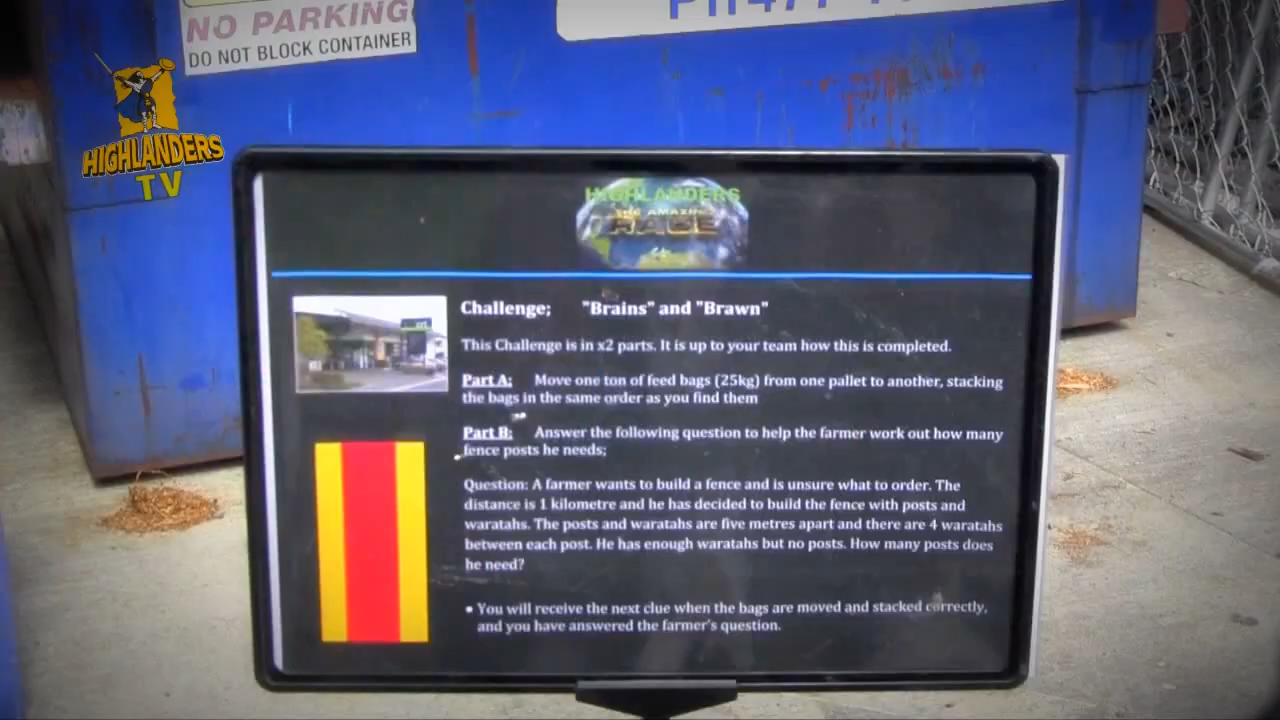 NO PARKING
DO NOT BLOCK CONTAINER
HIGHLANDERS
TV
HIGHLANDERS
THE AMAZING
RACE
Challenge; "Brains" and "Brawn"
This Challenge is in x2 parts. It is up to your team how this is completed.
Part A: Move one ton of feed bags (25kg) from one pallet to another, stacking
the bags in the same order as you find them
Part B: Answer the following question to help the farmer work out how many
fence posts he needs;
Question: A farmer wants to build a fence and is unsure what to order. The
distance is 1 kilometre and he has decided to build the fence with posts and
waratahs. The posts and waratahs are five metres apart and there are 4 waratahs
between each post. He has enough waratahs but no posts. How many posts does
he need?
• You will receive the next clue when the bags are moved and stacked correctly,
and you have answered the farmer's question.